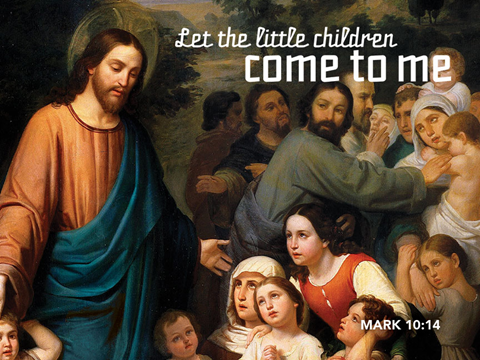 Let the little children
come to me
MARK 10:14